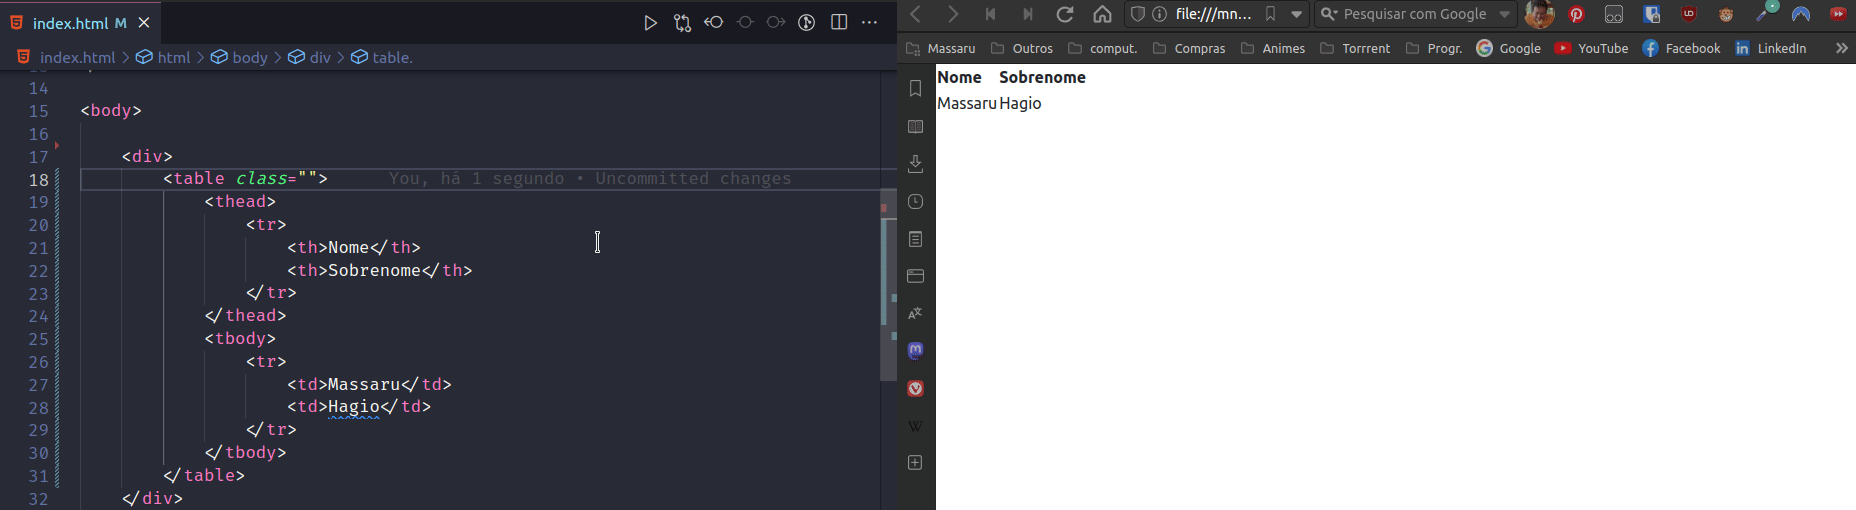 index.html M
index.html > html > body > div > table.
14
15 <body>
16
17 <div>
18 <table class=""> You, há 1 segundo • Uncommitted changes
19 <thead>
20 <tr>
21 <th>Nome</th>
22 <th>Sobrenome</th>
23 </tr>
24 </thead>
25 <tbody>
26 <tr>
27 <td>Massaru</td>
28 <td>Hagio</td>
29 </tr>
30 </tbody>
31 </table>
32 </div>
file:///mn...
Pesquisar com Google
Massaru Outros comput. Compras Animes Torrrent Progr. Google YouTube Facebook LinkedIn
Nome Sobrenome
Massaru Hagio